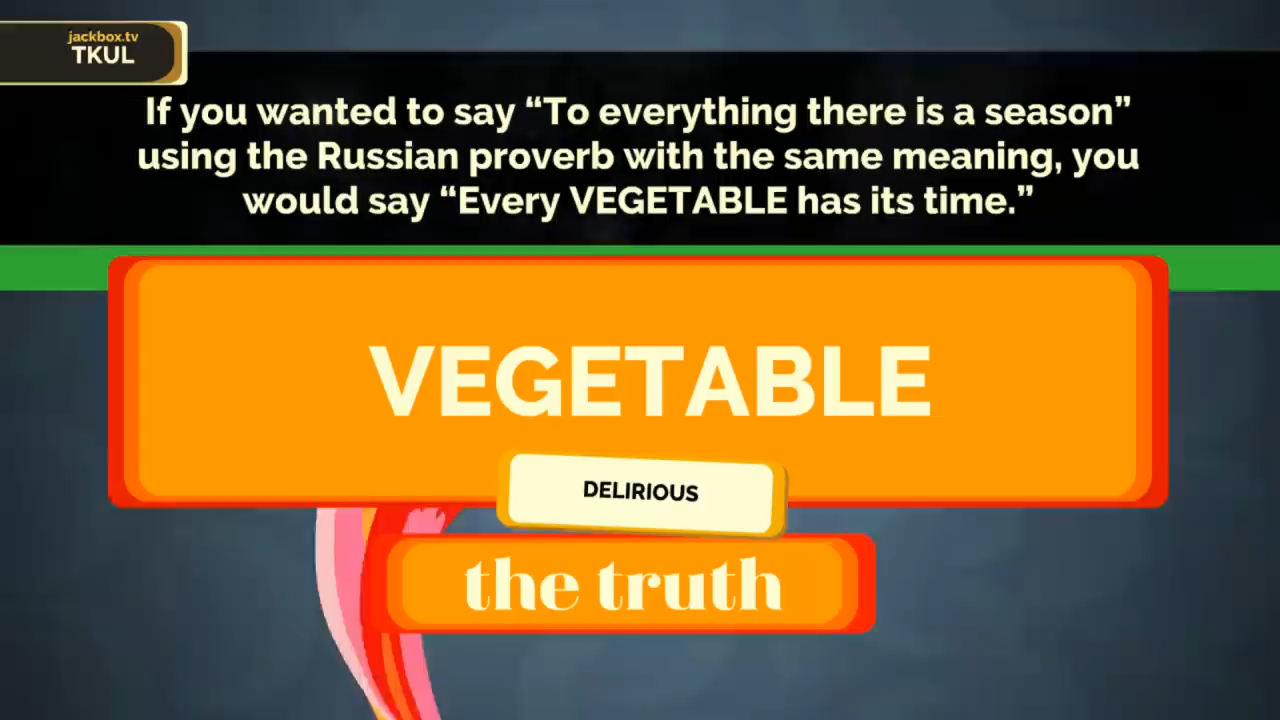 jackbox.tv
TKUL
If you wanted to say “To everything there is a season”
using the Russian proverb with the same meaning, you
would say “Every VEGETABLE has its time.”
VEGETABLE
DELIRIOUS
the truth